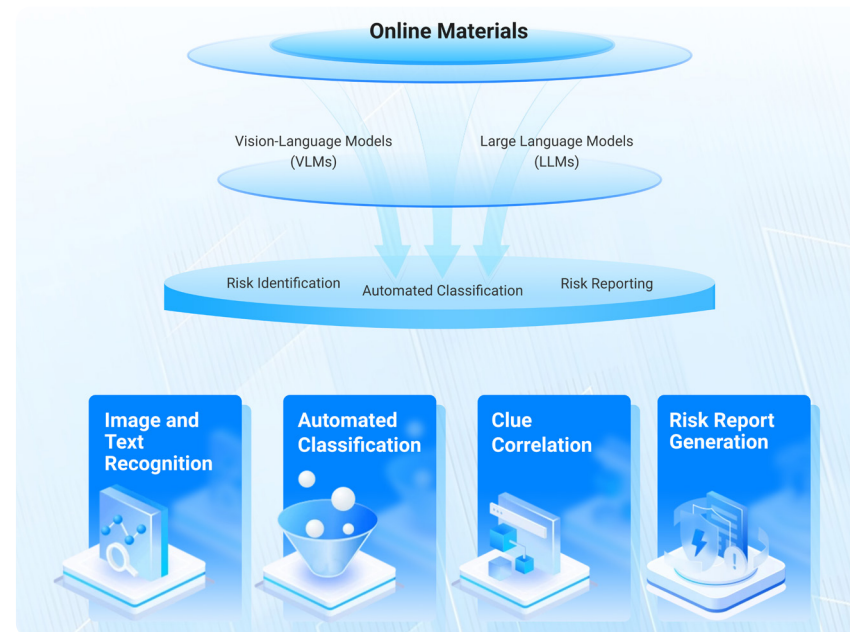 Online Materials
Vision-Language Models
(VLMs)
Large Language Models
(LLMs)
Risk Identification
Automated Classification
Risk Reporting
Image and
Text
Recognition
Automated
Classification
Clue
Correlation
Risk Report
Generation